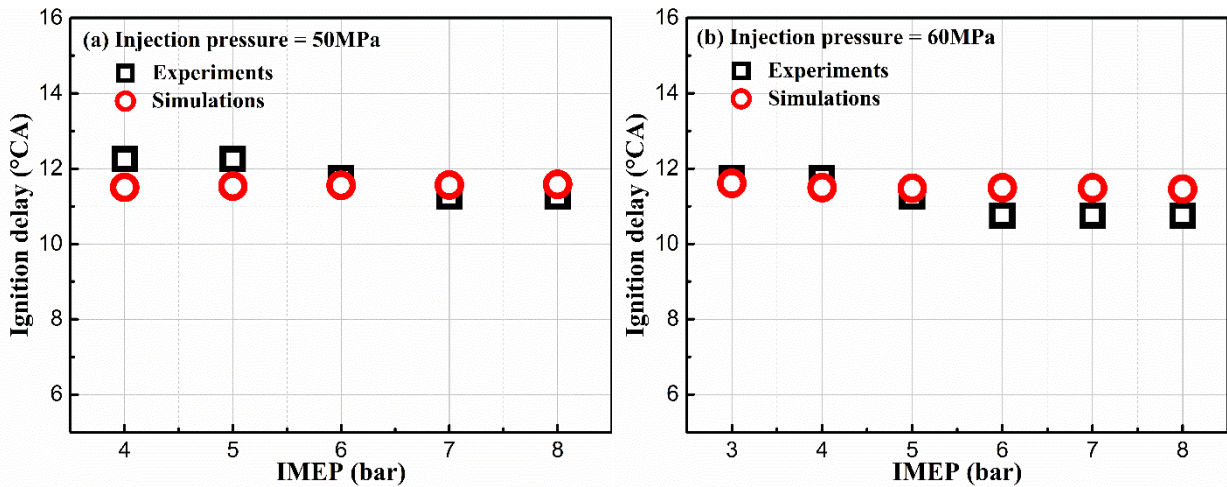 (a) Injection pressure = 50MPa
Experiments
Simulations
Ignition delay (°CA)
16
14
12
10
8
6
4 5 6 7 8
IMEP (bar)
(b) Injection pressure = 60MPa
Experiments
Simulations
Ignition delay (°CA)
16
14
12
10
8
6
3 4 5 6 7 8
IMEP (bar)